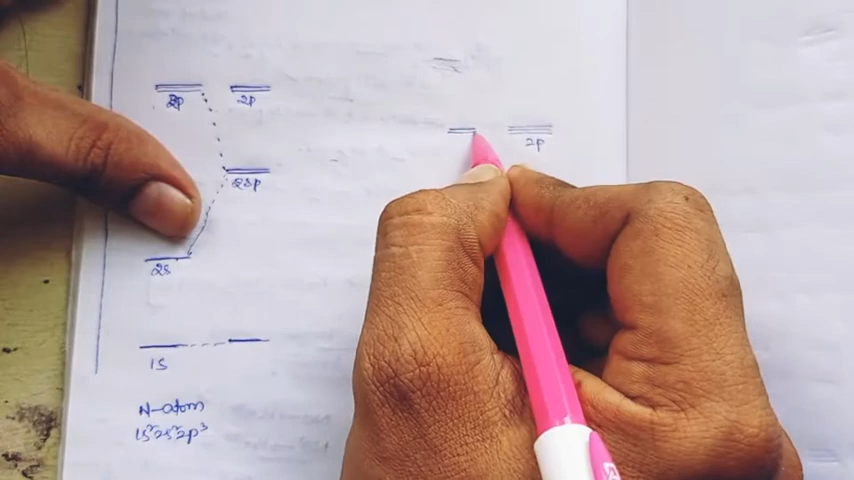 2p 2p
2p
2sp
2s
1s
N-atom
1s²2s²2p³